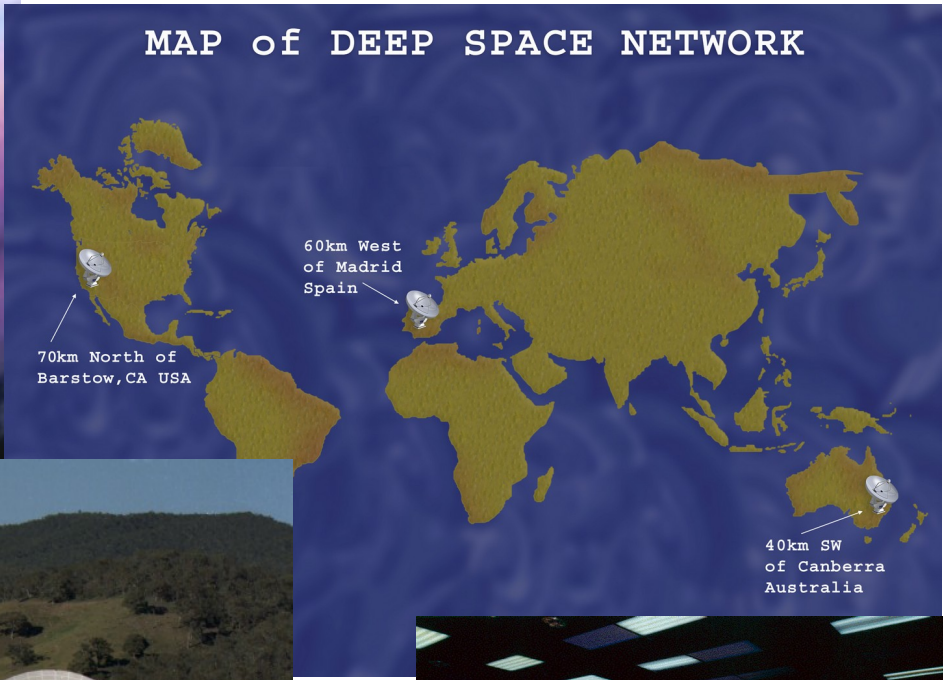 MAP of DEEP SPACE NETWORK
60km West
of Madrid
Spain
70km North of
Barstow,CA USA
40km SW
of Canberra
Australia